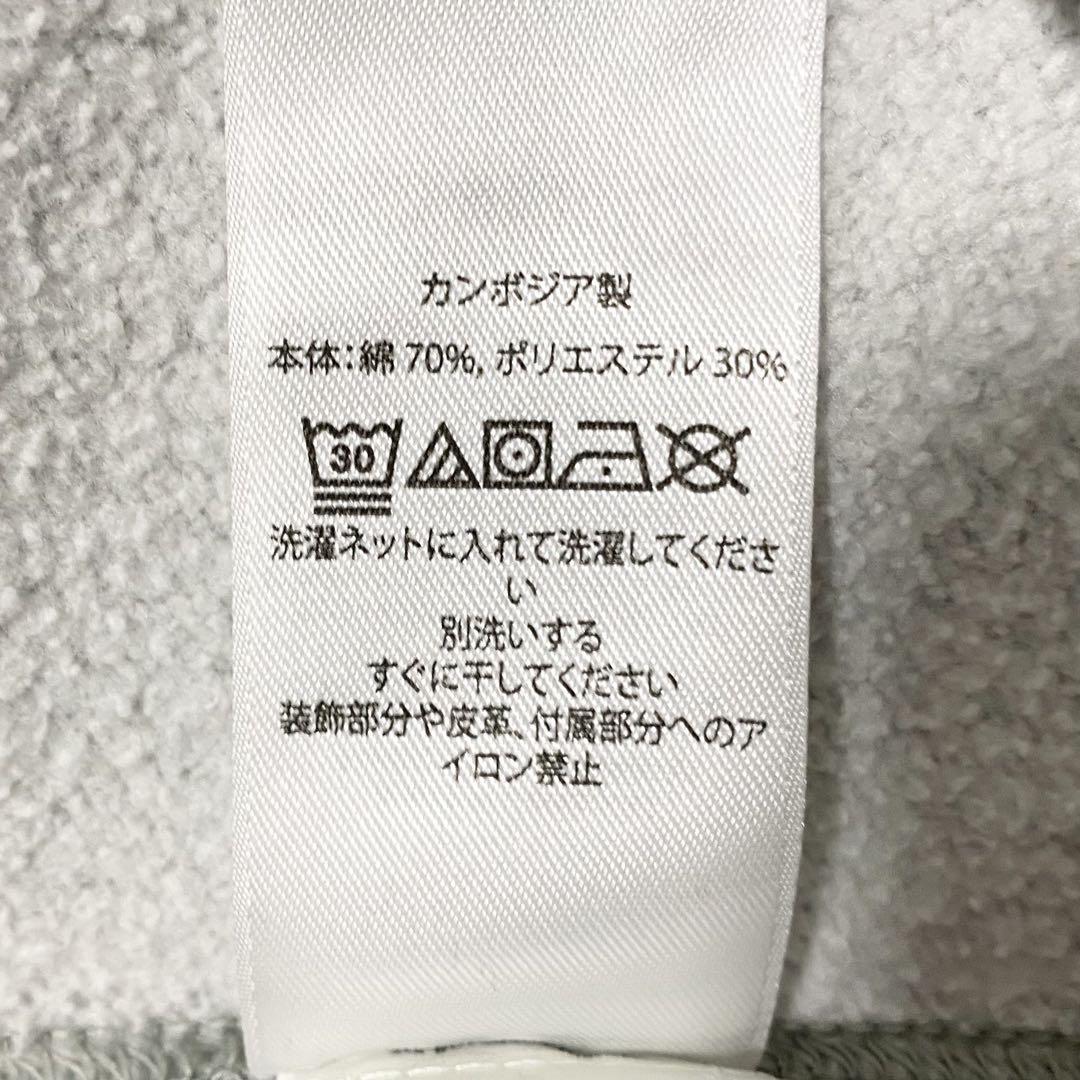 カンボジア製
本体：綿 70%, ポリエステル 30%
30
洗濯ネットに入れて洗濯してくださ
い
別洗いする
すぐに干してください
装飾部分や皮革、付属部分へのア
イロン禁止